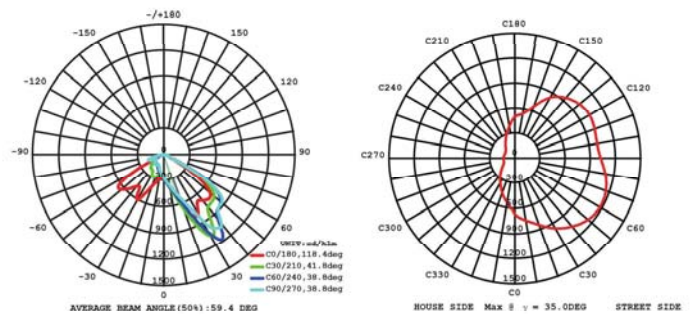 -/+180
-150
150
-120
120
-90
90
-60
60
-30
30
0
0
300
600
900
1200
1500
UNIT:cd/klm
C0/180,118.4deg
C30/210,41.8deg
C60/240,38.8deg
C90/270,38.8deg
AVERAGE BEAM ANGLE(50%):59.4 DEG
C180
C210
C150
C240
C120
C270
C300
C60
C330
C30
C0
0
300
600
900
1200
1500
HOUSE SIDE Max @ γ = 35.0DEG STREET SIDE